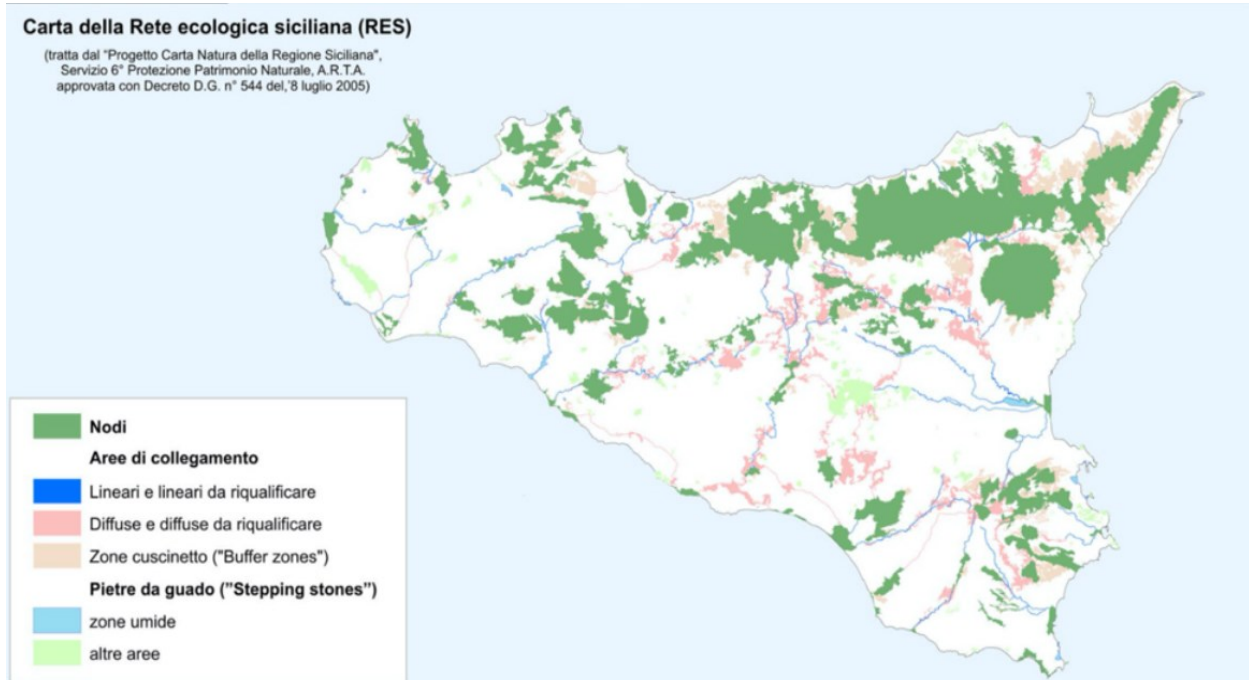 Carta della Rete ecologica siciliana (RES)
(tratta dal "Progetto Carta Natura della Regione Siciliana",
Servizio 6° Protezione Patrimonio Naturale, A.R.T.A.
approvata con Decreto D.G. n° 544 del,'8 luglio 2005)
Nodi
Aree di collegamento
Lineari e lineari da riqualificare
Diffuse e diffuse da riqualificare
Zone cuscinetto ("Buffer zones")
Pietre da guado ("Stepping stones")
zone umide
altre aree